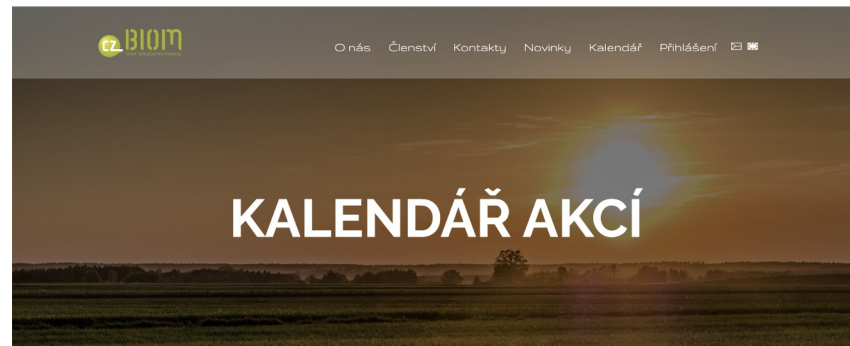 CZ BIOM
O nás Členství Kontakty Novinky Kalendář Přihlášení
KALENDÁŘ AKCÍ